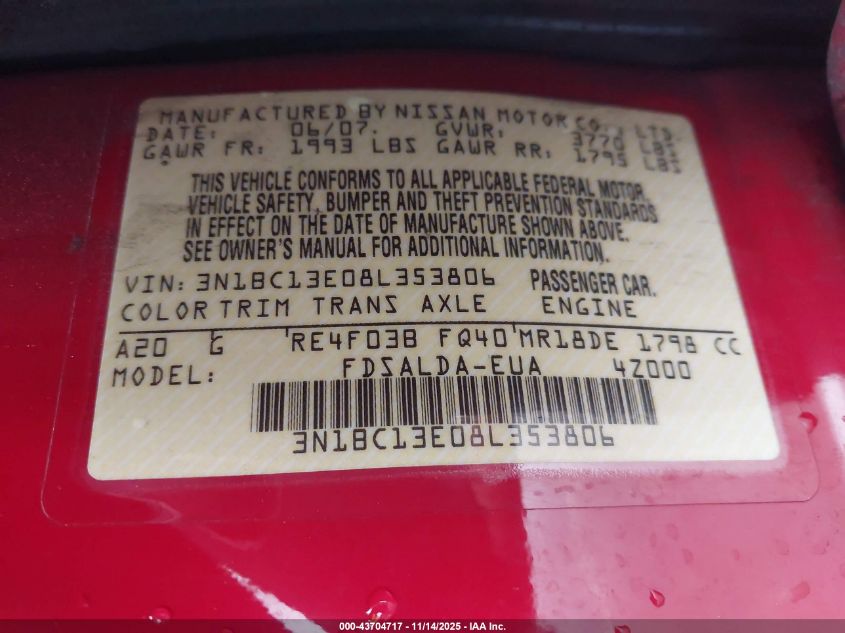 MANUFACTURED BY NISSAN MOTOR CO., LTD
DATE: 06/07. GVWR: 3770 LBS
GAWR FR: 1993 LBS GAWR RR: 1795 LBS
THIS VEHICLE CONFORMS TO ALL APPLICABLE FEDERAL MOTOR
VEHICLE SAFETY, BUMPER AND THEFT PREVENTION STANDARDS
IN EFFECT ON THE DATE OF MANUFACTURE SHOWN ABOVE.
SEE OWNER'S MANUAL FOR ADDITIONAL INFORMATION.
VIN: 3N1BC13E08L353806 PASSENGER CAR.
COLOR TRIM TRANS AXLE ENGINE
A20 G RE4F03B FQ40 MR18DE 1798 CC
MODEL: FDSALDA-EUA 4Z000
3N1BC13E08L353806
000-43704717 - 11/14/2025 - IAA Inc.